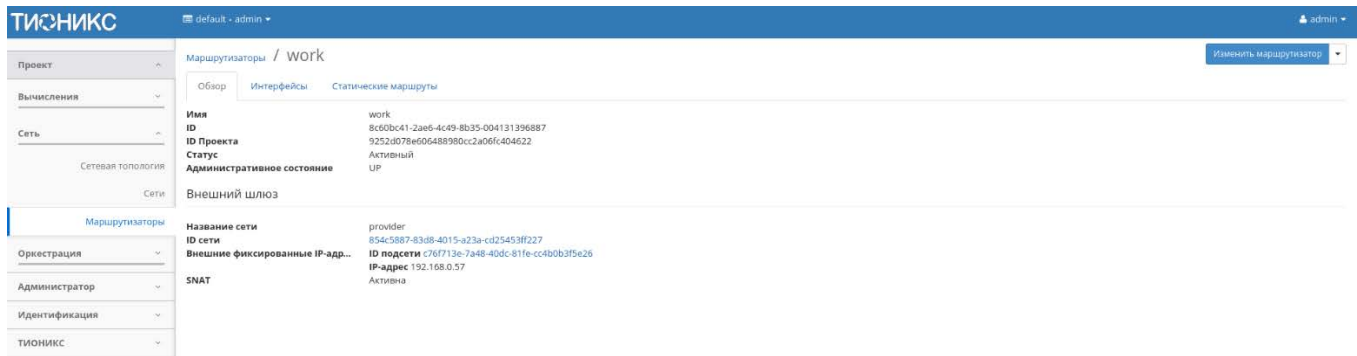 ТИОНИКС
default - admin
admin
Проект
Вычисления
Сеть
Сетевая топология
Сети
Маршрутизаторы
Оркестрация
Администратор
Идентификация
ТИОНИКС
Маршрутизаторы / work
Изменить маршрутизатор
Обзор Интерфейсы Статические маршруты
Имя work
ID 8c60bc41-2ae6-4c49-8b35-004131396887
ID Проекта 9252d078e606488980cc2a06fc404622
Статус Активный
Административное состояние UP
Внешний шлюз
Название сети provider
ID сети 854c5887-83d8-4015-a23a-cd25453ff227
Внешние фиксированные IP-адр... ID подсети c76f713e-7a48-40dc-81fe-cc4b0b3f5e26
IP-адрес 192.168.0.57
SNAT Активна